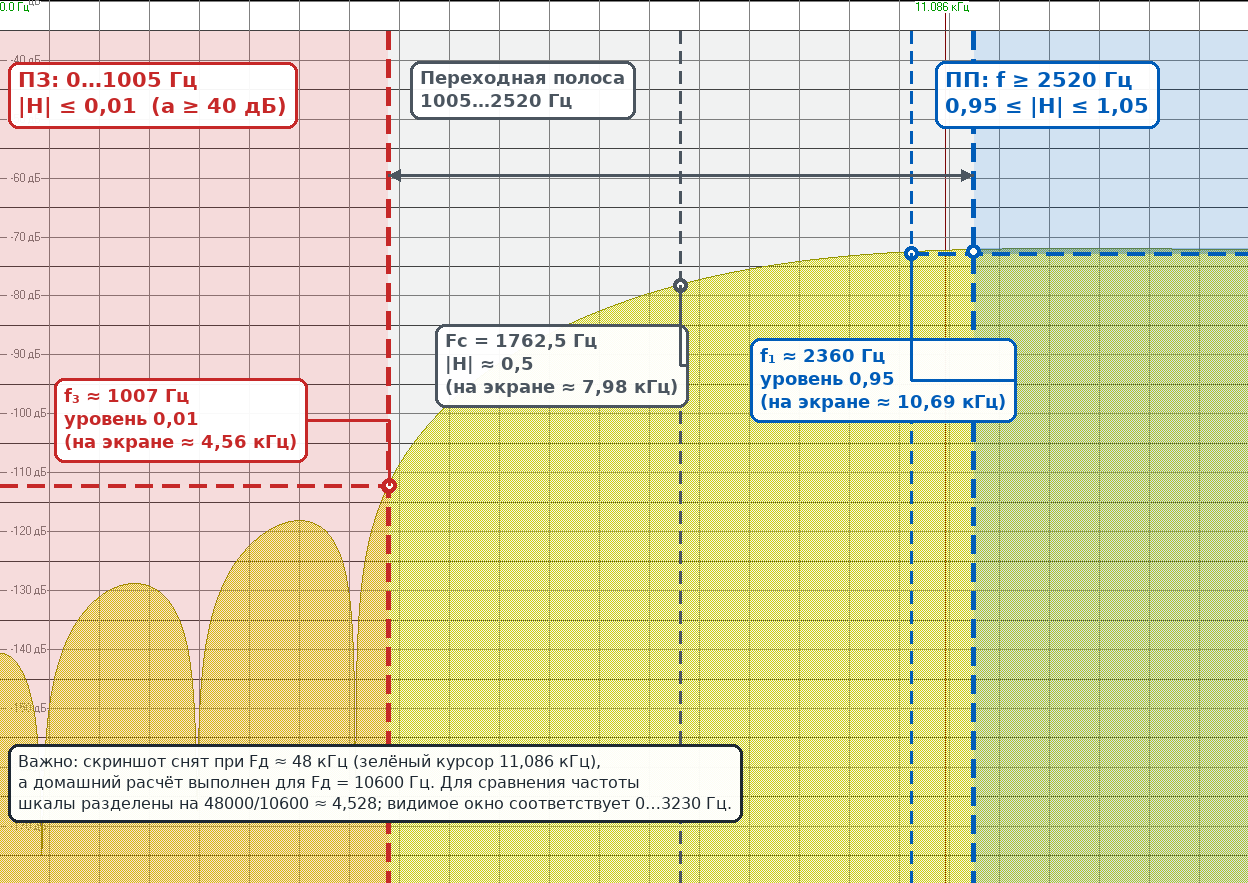 0.0 Гц
дБ
11.086 кГц
-40 дБ
ПЗ: 0…1005 Гц
|H| ≤ 0,01 (a ≥ 40 дБ)
Переходная полоса
1005…2520 Гц
ПП: f ≥ 2520 Гц
0,95 ≤ |H| ≤ 1,05
-60 дБ
-70 дБ
-80 дБ
-90 дБ
Fc = 1762,5 Гц
|H| ≈ 0,5
(на экране ≈ 7,98 кГц)
f₁ ≈ 2360 Гц
уровень 0,95
(на экране ≈ 10,69 кГц)
f₃ ≈ 1007 Гц
уровень 0,01
(на экране ≈ 4,56 кГц)
-100 дБ
-110 дБ
-120 дБ
-130 дБ
-140 дБ
-150 дБ
Важно: скриншот снят при Fд ≈ 48 кГц (зелёный курсор 11,086 кГц),
а домашний расчёт выполнен для Fд = 10600 Гц. Для сравнения частоты
шкалы разделены на 48000/10600 ≈ 4,528; видимое окно соответствует 0…3230 Гц.
-170 дБ